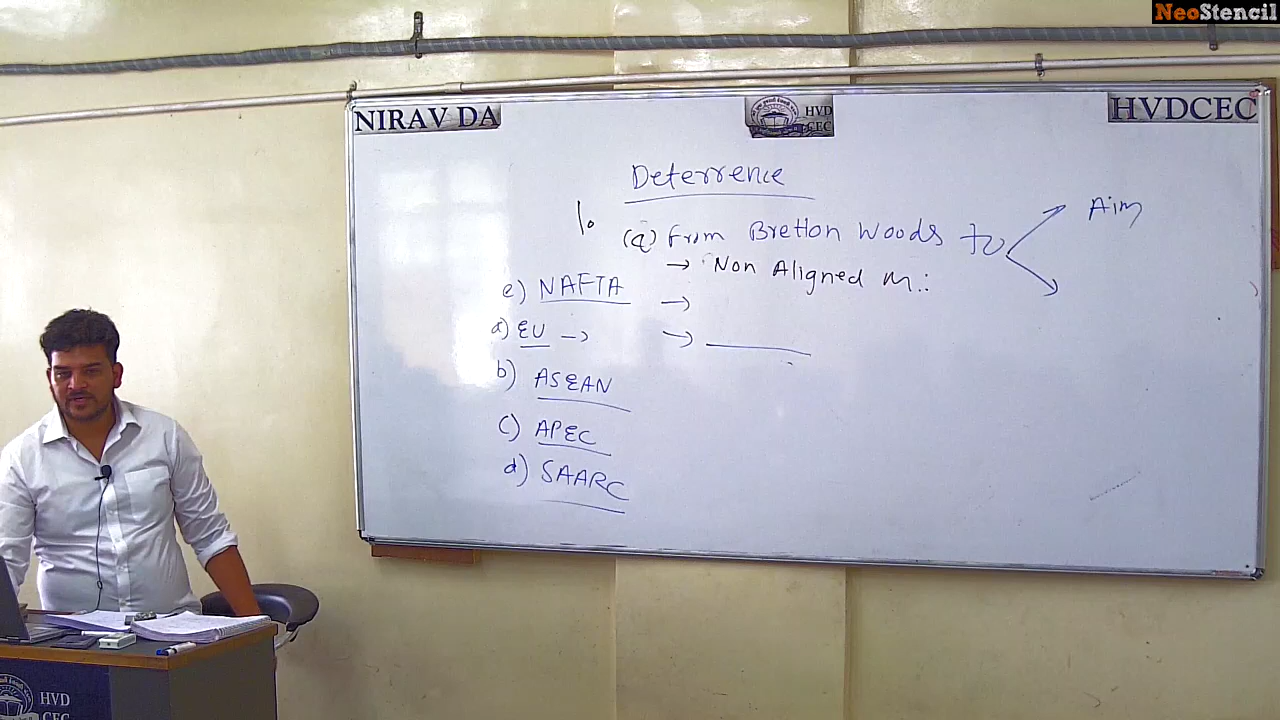 NeoStencil
NIRAV DA
HVD
CEC
HVDCEC
Deterrence
1.
(a) From Bretton Woods to
Aim
→ Non Aligned M.:
e) NAFTA →
a) EU → →
b) ASEAN
c) APEC
d) SAARC
HVD
CEC